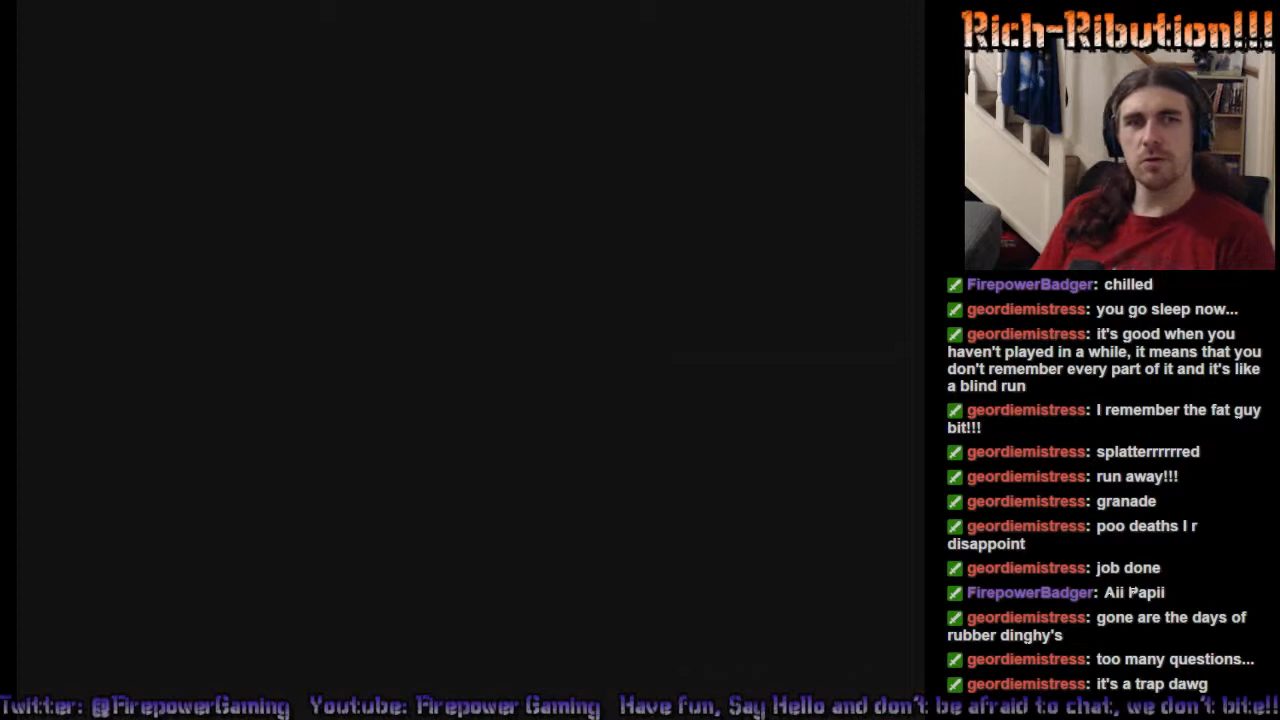 Rich-Ribution!!!
FirepowerBadger: chilled
geordiemistress: you go sleep now...
geordiemistress: it's good when you
haven't played in a while, it means that you
don't remember every part of it and it's like
a blind run
geordiemistress: I remember the fat guy
bit!!!
geordiemistress: splatterrrrrrred
geordiemistress: run away!!!
geordiemistress: granade
geordiemistress: poo deaths I r
disappoint
geordiemistress: job done
FirepowerBadger: Aii Papii
geordiemistress: gone are the days of
rubber dinghy's
geordiemistress: too many questions...
geordiemistress: it's a trap dawg
Twitter: @FirepowerGaming Youtube: Firepower Gaming Have fun, Say Hello and don't be afraid to chat, we don't bite!!